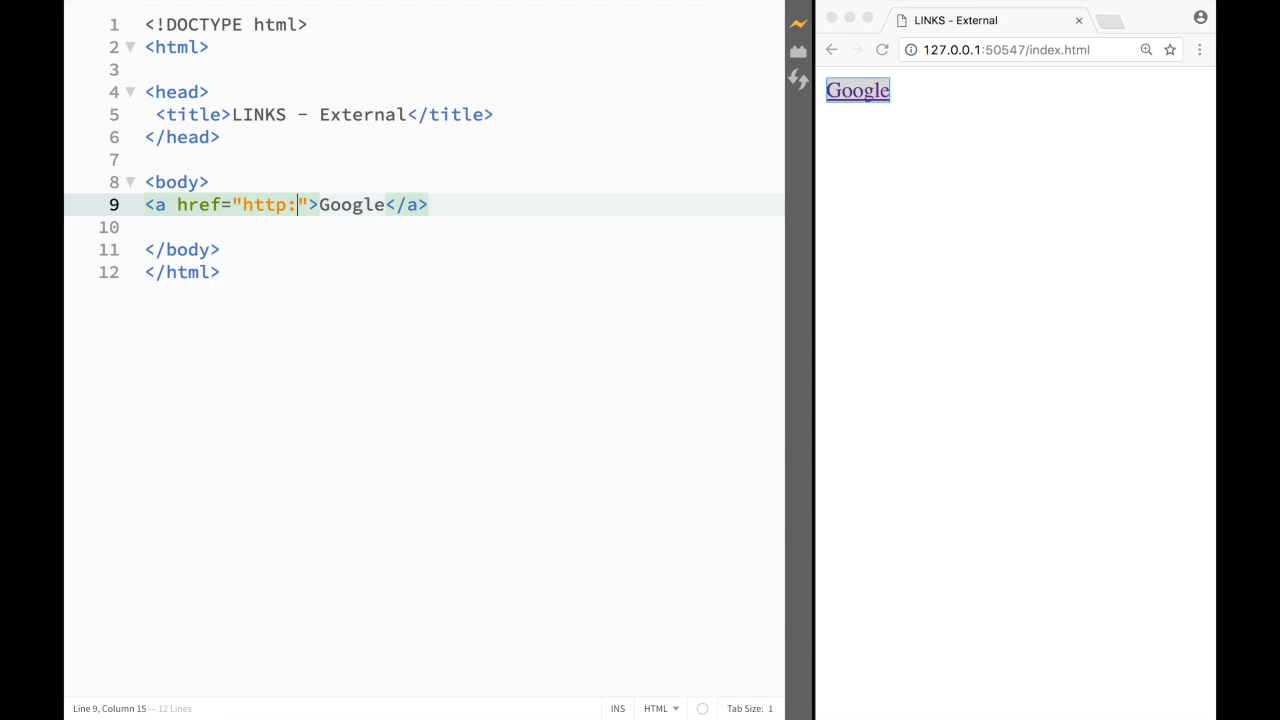 1 <!DOCTYPE html>
2 <html>
3
4 <head>
5 <title>LINKS - External</title>
6 </head>
7
8 <body>
9 <a href="http:">Google</a>
10
11 </body>
12 </html>
Line 9, Column 15 — 12 Lines
INS HTML Tab Size: 1
LINKS - External
127.0.0.1:50547/index.html
Google